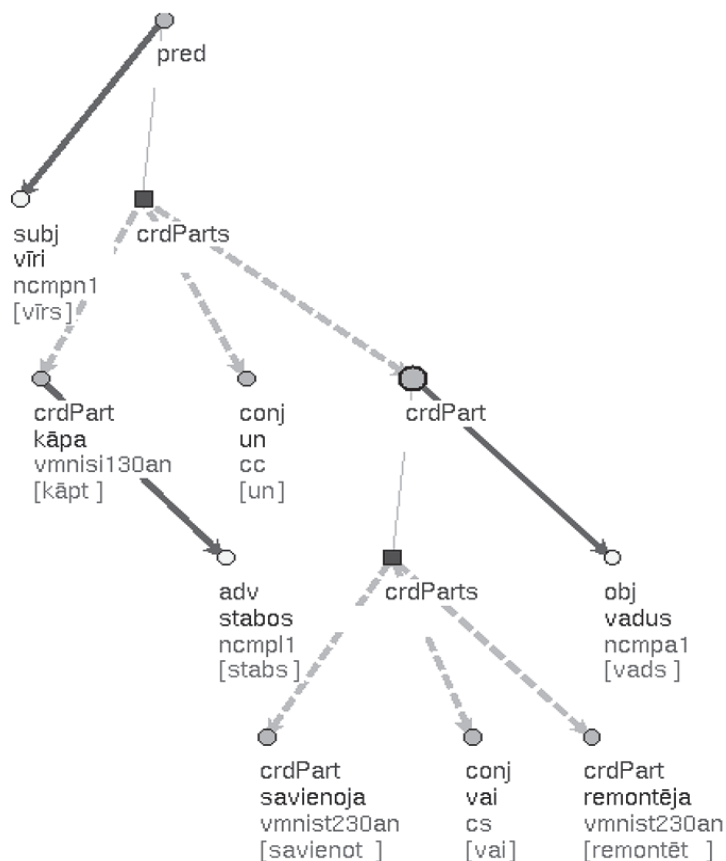 pred
subj
vīri
ncmpn1
[vīrs ]
crdParts
crdPart
kāpa
vmnisi130an
[kāpt ]
conj
un
cc
[un]
crdPart
adv
stabos
ncmpl1
[stabs ]
crdParts
obj
vadus
ncmpa1
[vads ]
crdPart
savienoja
vmnist230an
[savienot ]
conj
vai
cs
[vai]
crdPart
remontēja
vmnist230an
[remontēt ]